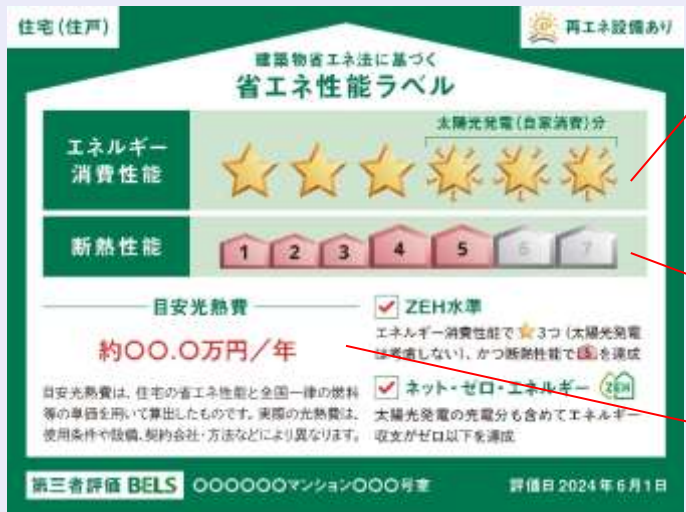 住宅(住戸)
再エネ設備あり
建築物省エネ法に基づく
省エネ性能ラベル
太陽光発電(自家消費)分
エネルギー
消費性能
断熱性能
1 2 3 4 5 6 7
目安光熱費
約〇〇.〇万円/年
目安光熱費は、住宅の省エネ性能と全国一律の燃料
等の単価を用いて算出したものです。実際の光熱費は、
使用条件や設備、契約会社・方法などにより異なります。
ZEH水準
エネルギー消費性能で★3つ(太陽光発電
は考慮しない)、かつ断熱性能で5を達成
ネット・ゼロ・エネルギー ZEH
太陽光発電の売電分も含めてエネルギー
収支がゼロ以下を達成
第三者評価 BELS 〇〇〇〇〇〇マンション〇〇〇号室 評価日2024年6月1日